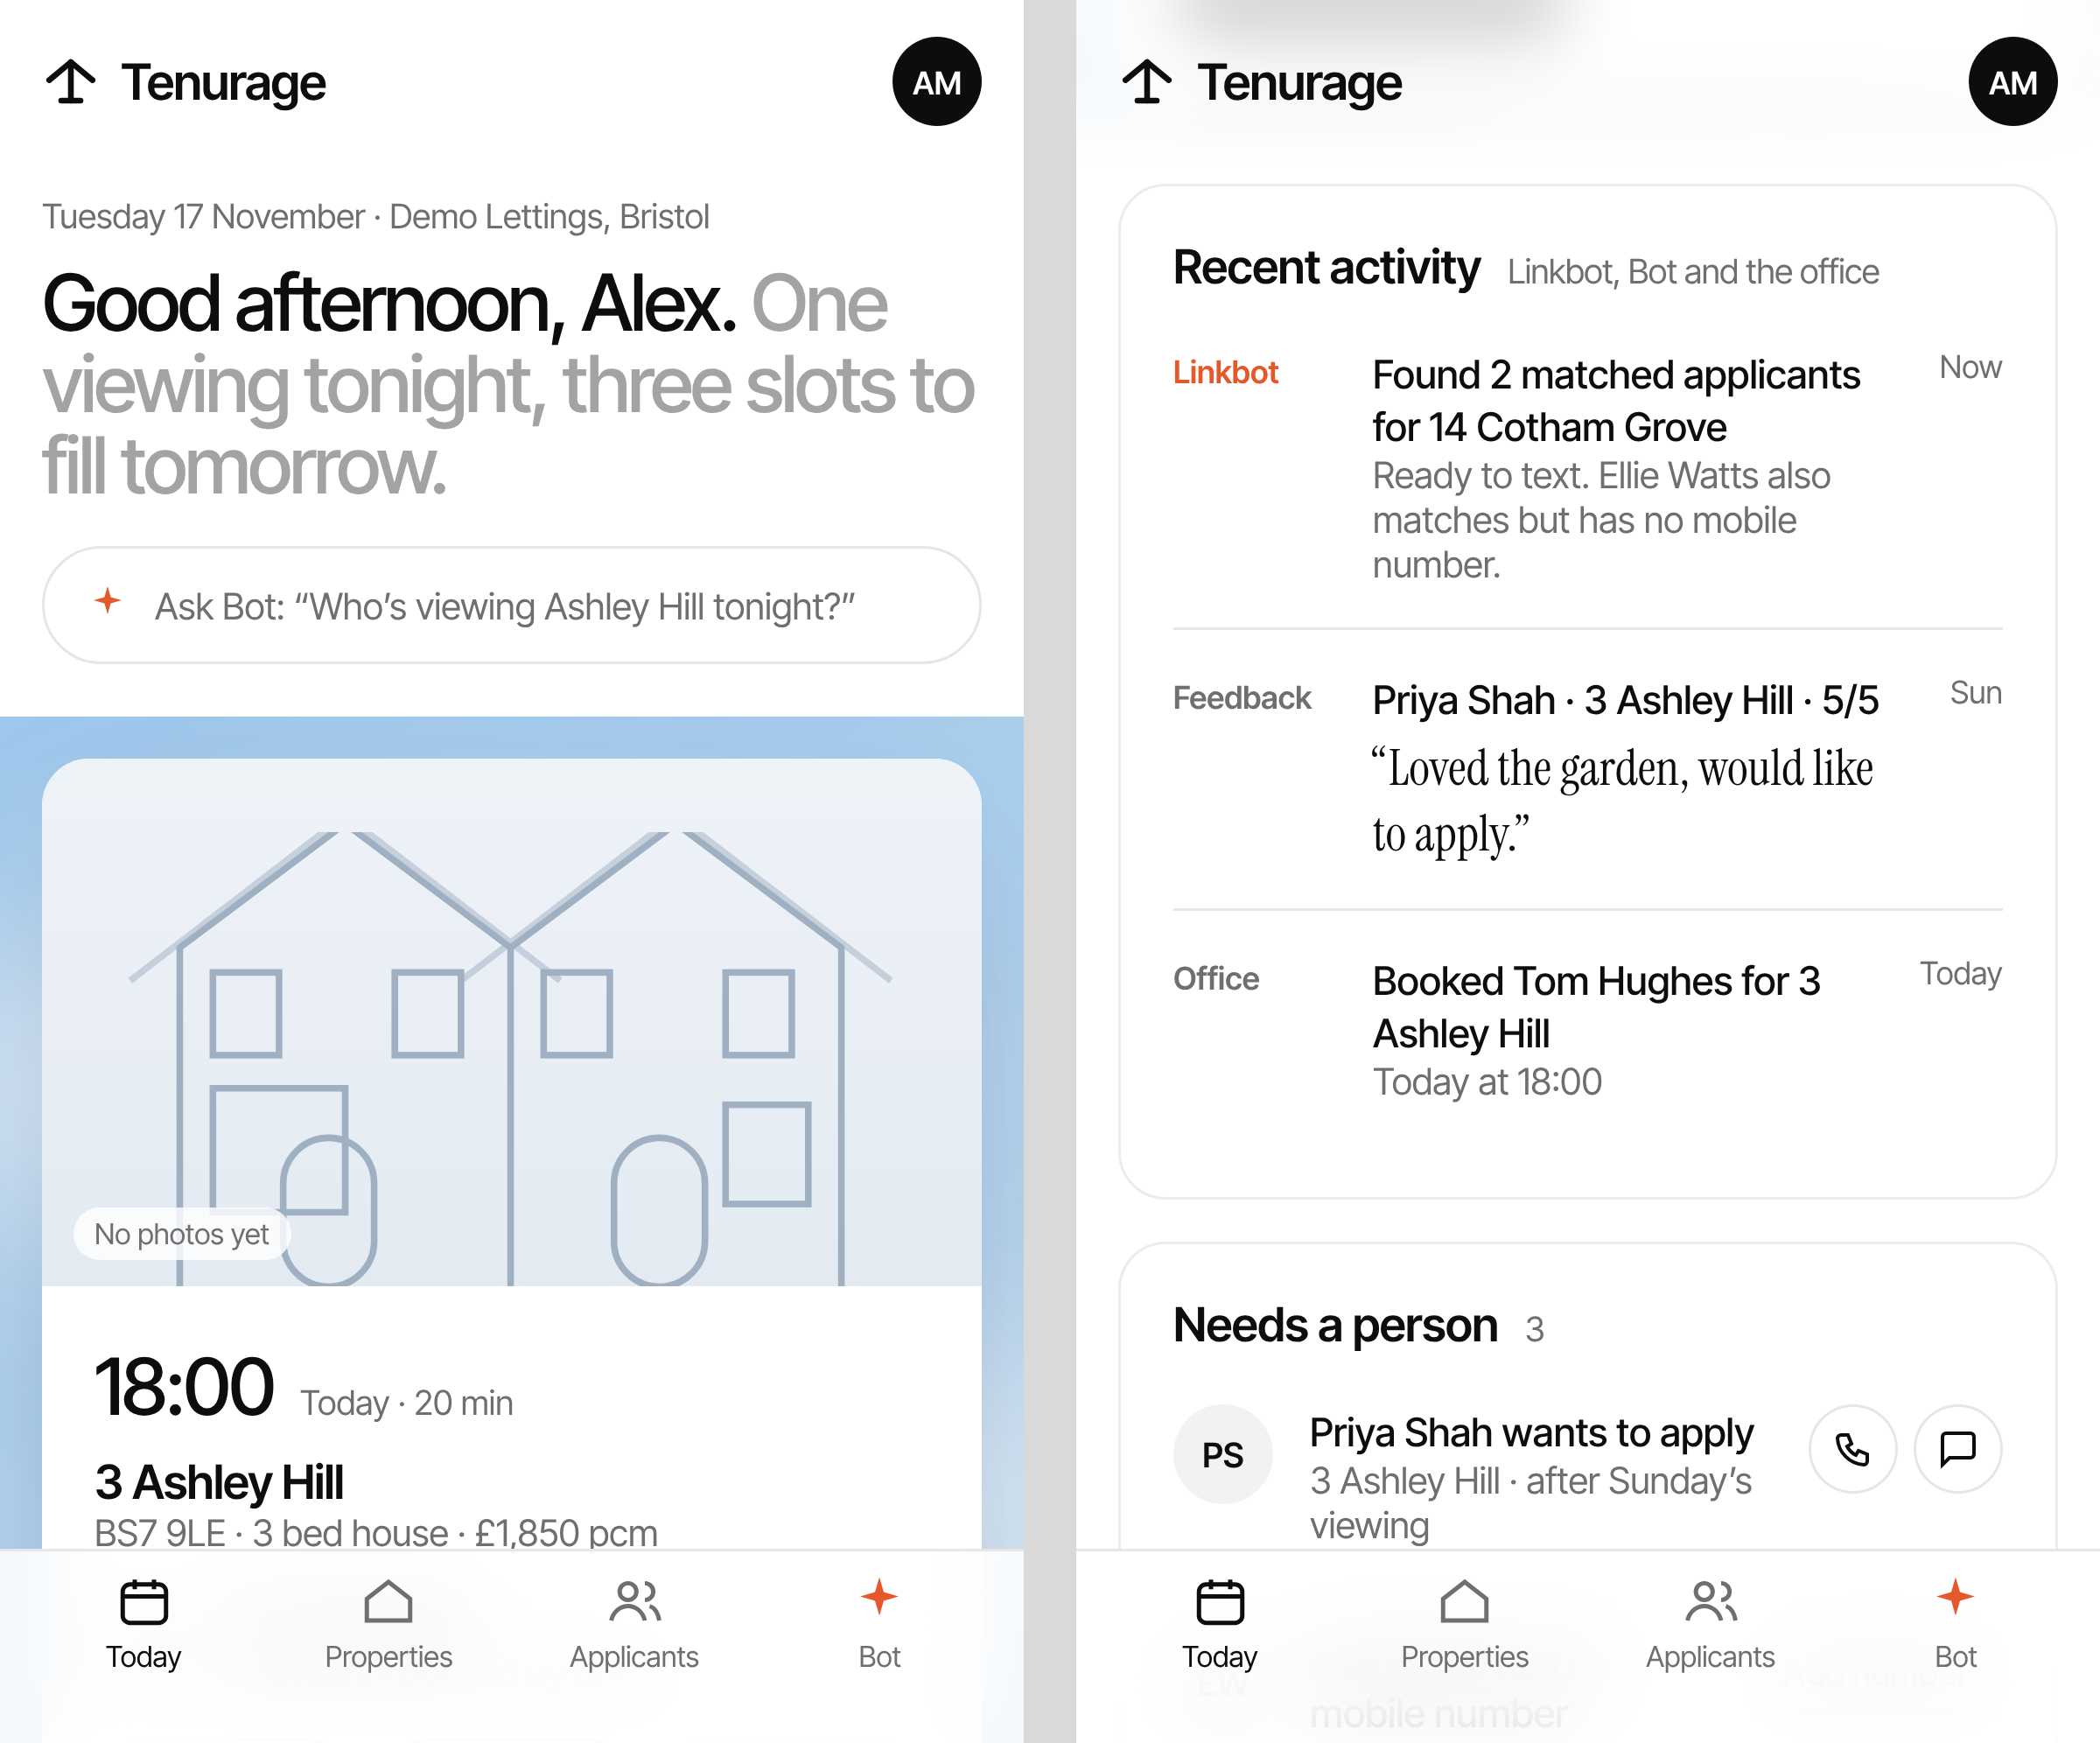 Tenurage
AM
Tuesday 17 November · Demo Lettings, Bristol
Good afternoon, Alex. One
viewing tonight, three slots to
fill tomorrow.
Ask Bot: “Who’s viewing Ashley Hill tonight?”
No photos yet
18:00 Today · 20 min
3 Ashley Hill
BS7 9LE · 3 bed house · £1,850 pcm
Today
Properties
Applicants
Bot
Tenurage
AM
Recent activity Linkbot, Bot and the office
Linkbot
Found 2 matched applicants
for 14 Cotham Grove
Now
Ready to text. Ellie Watts also
matches but has no mobile
number.
Feedback
Priya Shah · 3 Ashley Hill · 5/5
Sun
“Loved the garden, would like
to apply.”
Office
Booked Tom Hughes for 3
Ashley Hill
Today
Today at 18:00
Needs a person 3
PS
Priya Shah wants to apply
3 Ashley Hill · after Sunday’s
viewing
Today
Properties
Applicants
Bot
EW
Add number
mobile number